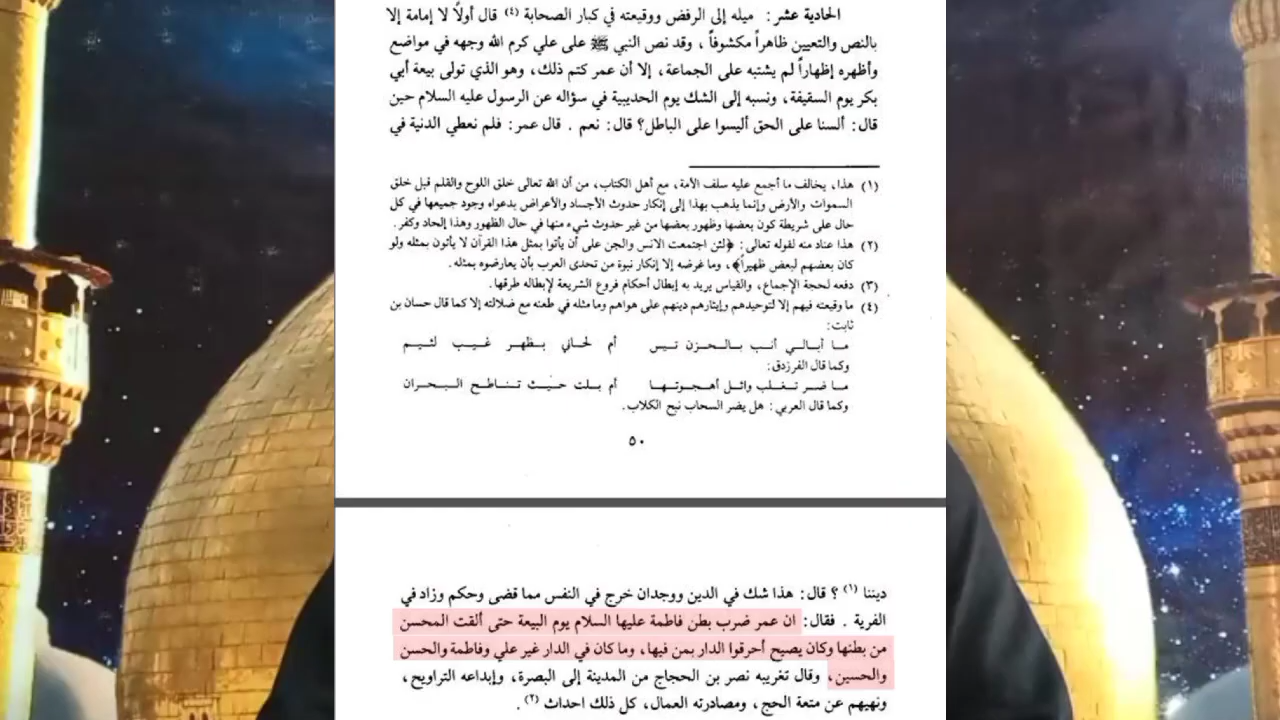 الحادية عشر: ميله إلى الرفض ووقيعته في كبار الصحابة (٤) قال أولاً لا إمامة إلا
بالنص والتعيين ظاهراً مكشوفاً، وقد نص النبي ﷺ على علي كرم الله وجهه في مواضع
وأظهره إظهاراً لم يشتبه على الجماعة، إلا أن عمر كتم ذلك، وهو الذي تولى بيعة أبي
بكر يوم السقيفة، ونسبه إلى الشك يوم الحديبية في سؤاله عن الرسول عليه السلام حين
قال: ألسنا على الحق أليسوا على الباطل؟ قال: نعم. قال عمر: فلم نعطي الدنية في
(١) هذا، يخالف ما أجمع عليه سلف الأمة، مع أهل الكتاب، من أن الله تعالى خلق اللوح والقلم قبل خلق
السموات والأرض وإنما يذهب بهذا إلى إنكار حدوث الأجساد والأعراض بدعواه وجود جميعها في كل
حال على شريطة كون بعضها وظهور بعضها من غير حدوث شيء منها في حال الظهور وهذا إلحاد وكفر.
(٢) هذا عناد منه لقوله تعالى: ﴿لئن اجتمعت الانس والجن على أن يأتوا بمثل هذا القرآن لا يأتون بمثله ولو
كان بعضهم لبعض ظهيراً﴾، وما غرضه إلا إنكار نبوة من تحدى العرب بأن يعارضوه بمثله.
(٣) دفعه لحجة الإجماع، والقياس يريد به إبطال أحكام فروع الشريعة لإبطاله طرقها.
(٤) ما وقيعته فيهم إلا لتوحيدهم وإيثارهم دينهم على هواهم وما مثله في طعنه مع ضلالته إلا كما قال حسان بن
ثابت:
ما أبالي أنب بالحزن تيس أم لحاني بظهر غيب لئيم
وكما قال الفرزدق:
ما ضر تغلب وائل أهجوتها أم بلت حيث تناطح البحران
وكما قال العربي: هل يضر السحاب نبح الكلاب.
٥٠
ديننا (١)؟ قال: هذا شك في الدين ووجدان خرج في النفس مما قضى وحكم وزاد في
الفرية. فقال: ان عمر ضرب بطن فاطمة عليها السلام يوم البيعة حتى ألقت المحسن
من بطنها وكان يصيح أحرقوا الدار بمن فيها، وما كان في الدار غير علي وفاطمة والحسن
والحسين، وقال تغريبه نصر بن الحجاج من المدينة إلى البصرة، وإبداعه التراويح،
ونهيهم عن متعة الحج، ومصادرته العمال، كل ذلك احداث (٢).